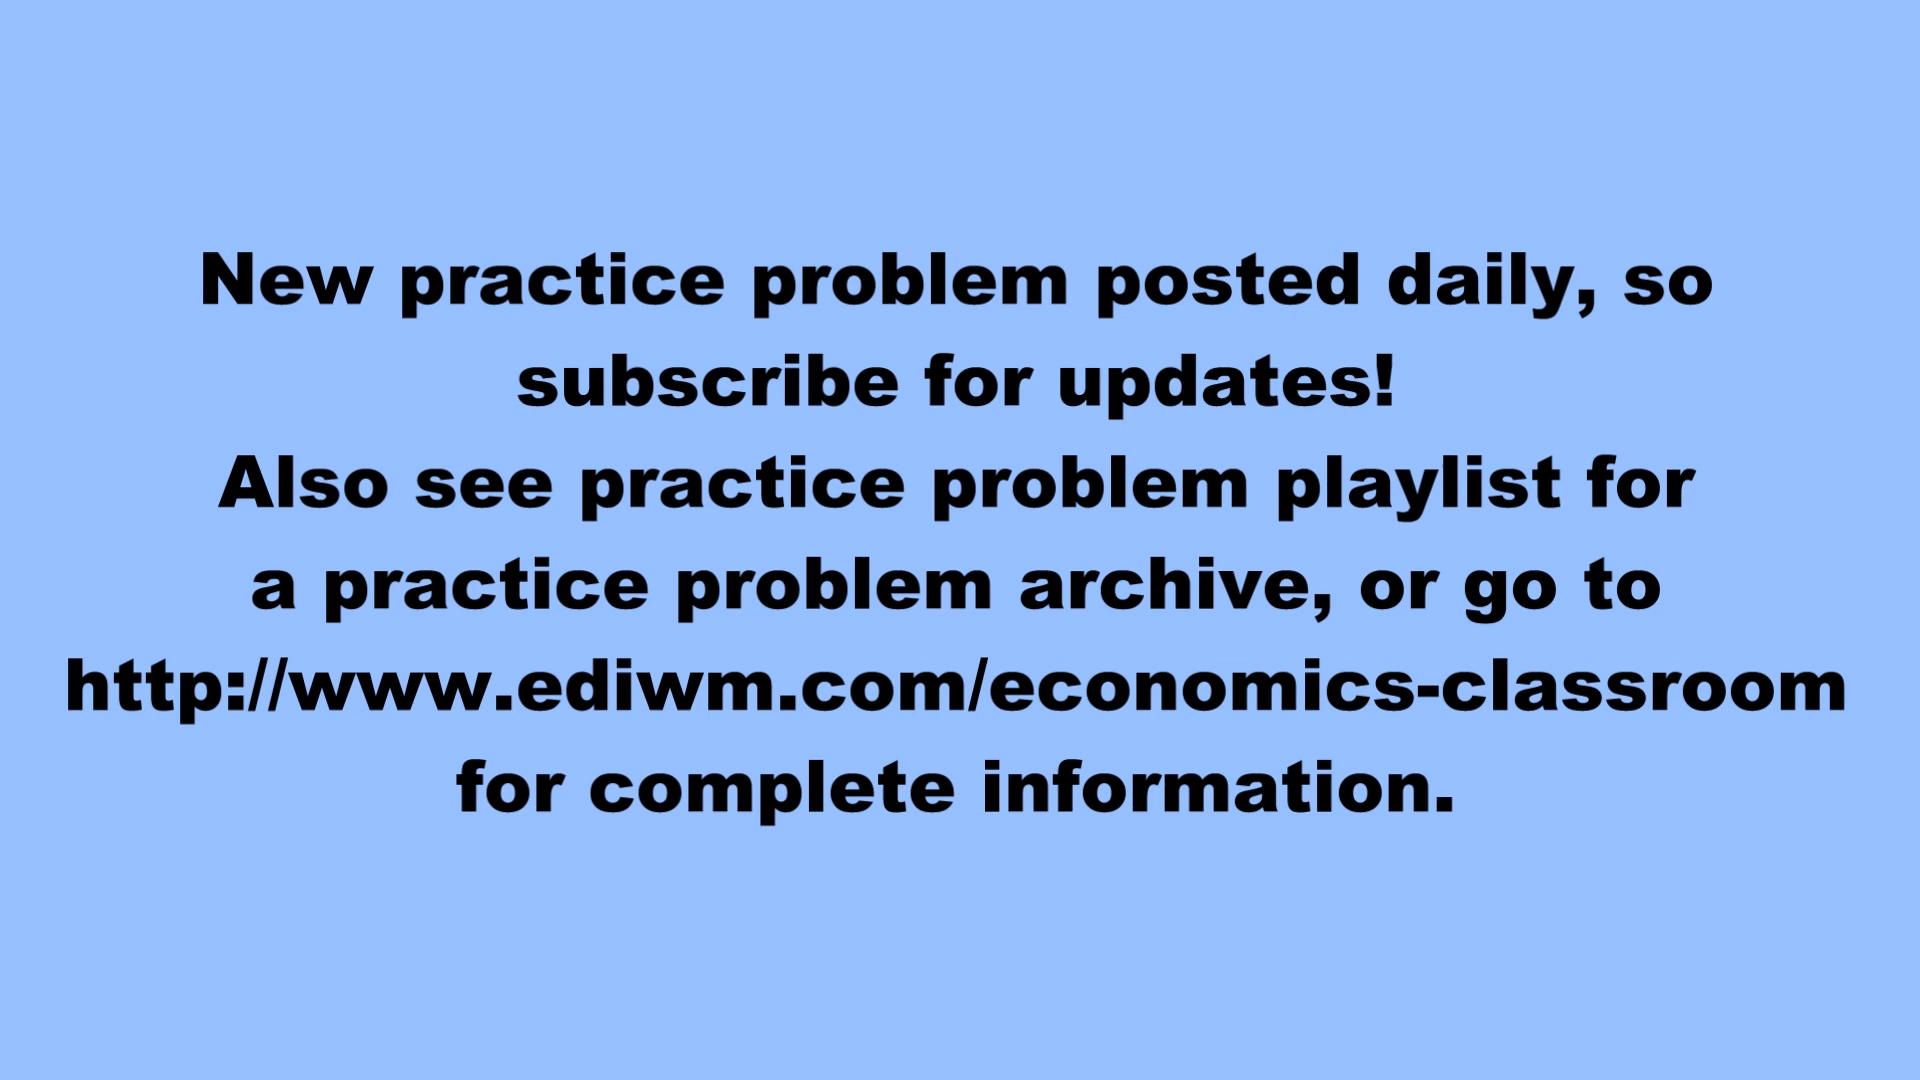 New practice problem posted daily, so
subscribe for updates!
Also see practice problem playlist for
a practice problem archive, or go to
http://www.ediwm.com/economics-classroom
for complete information.